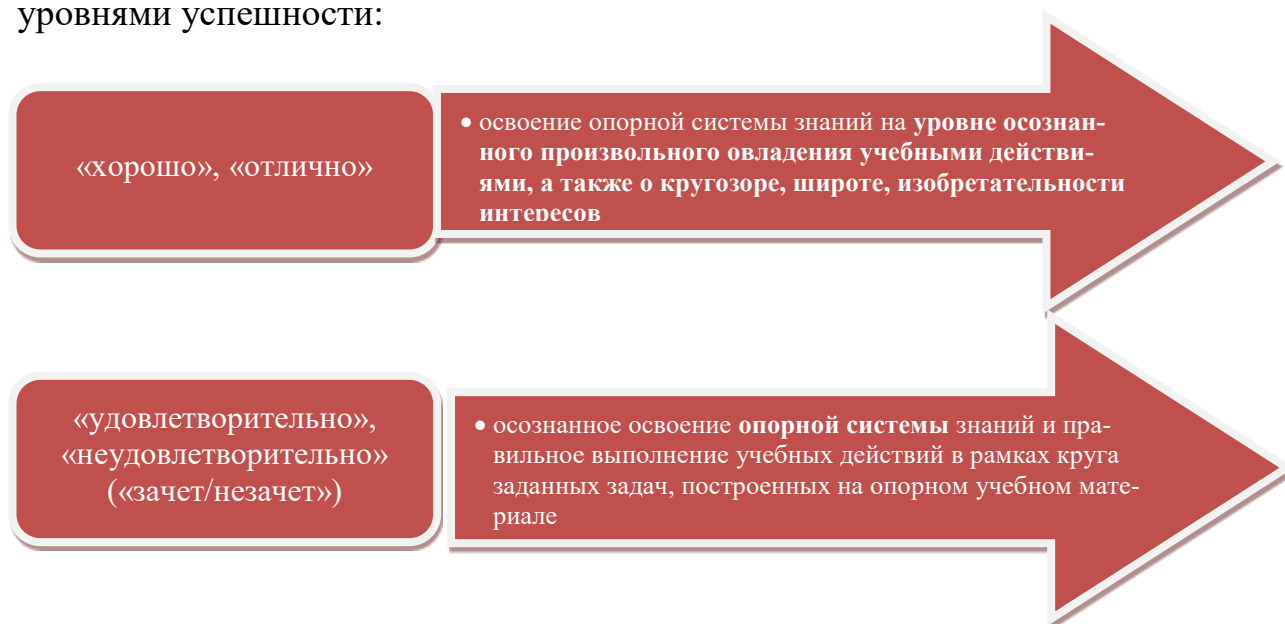 уровнями успешности:
«хорошо», «отлично»
• освоение опорной системы знаний на уровне осознан-
ного произвольного овладения учебными действи-
ями, а также о кругозоре, широте, изобретательности
интересов
«удовлетворительно»,
«неудовлетворительно»
(«зачет/незачет»)
• осознанное освоение опорной системы знаний и пра-
вильное выполнение учебных действий в рамках круга
заданных задач, построенных на опорном учебном мате-
риале